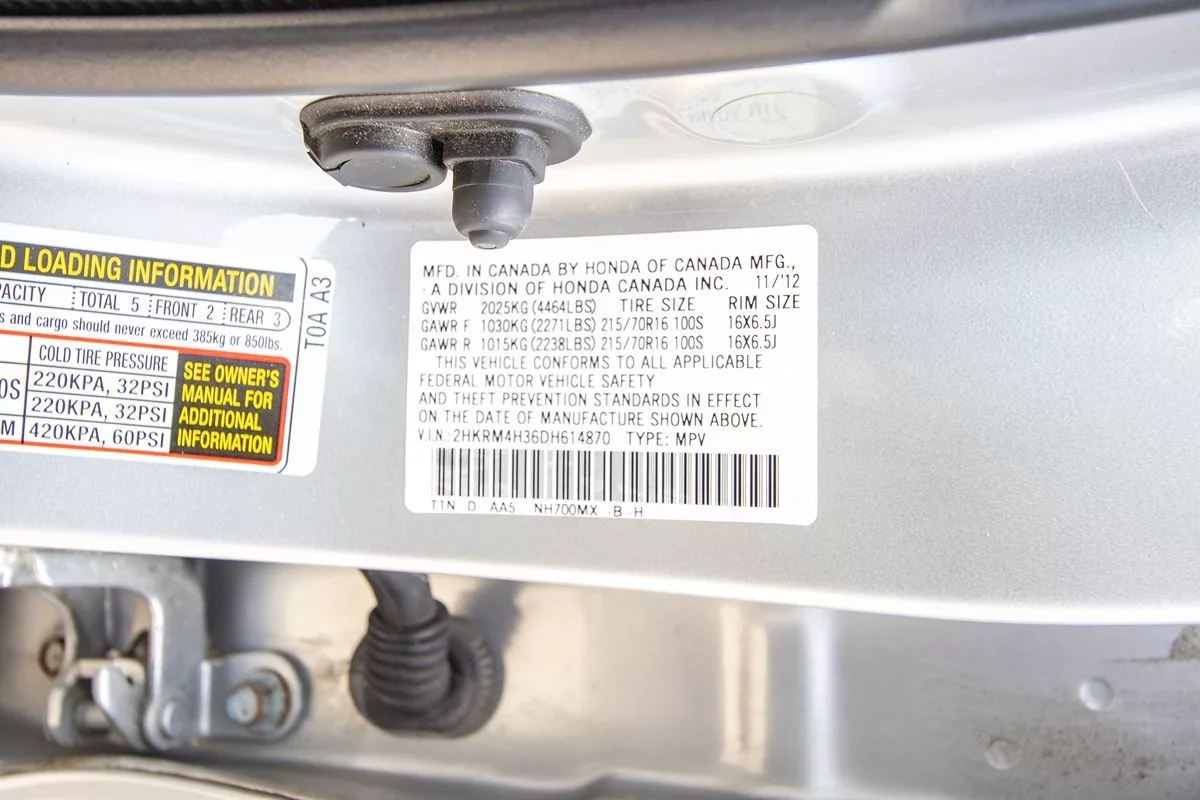 D LOADING INFORMATION
PACITY TOTAL 5 FRONT 2 REAR 3
s and cargo should never exceed 385kg or 850lbs.
COLD TIRE PRESSURE
0S 220KPA, 32PSI
220KPA, 32PSI
M 420KPA, 60PSI
SEE OWNER'S
MANUAL FOR
ADDITIONAL
INFORMATION
T0A A3
MFD. IN CANADA BY HONDA OF CANADA MFG.,
A DIVISION OF HONDA CANADA INC. 11/'12
GVWR 2025KG(4464LBS) TIRE SIZE RIM SIZE
GAWR F 1030KG(2271LBS) 215/70R16 100S 16X6.5J
GAWR R 1015KG(2238LBS) 215/70R16 100S 16X6.5J
THIS VEHICLE CONFORMS TO ALL APPLICABLE
FEDERAL MOTOR VEHICLE SAFETY
AND THEFT PREVENTION STANDARDS IN EFFECT
ON THE DATE OF MANUFACTURE SHOWN ABOVE.
V.I.N.: 2HKRM4H36DH614870 TYPE: MPV
T1N D AA5 NH700MX -B -H